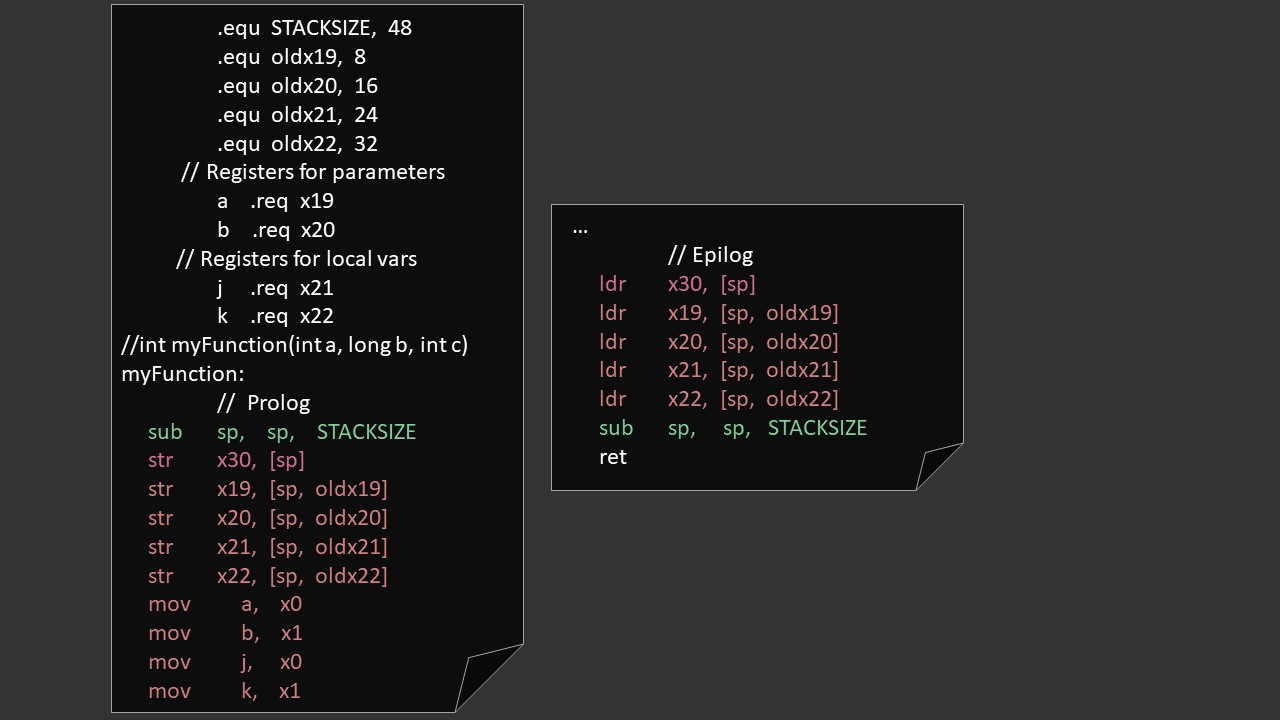 .equ STACKSIZE, 48
.equ oldx19, 8
.equ oldx20, 16
.equ oldx21, 24
.equ oldx22, 32
// Registers for parameters
a .req x19
b .req x20
// Registers for local vars
j .req x21
k .req x22
//int myFunction(int a, long b, int c)
myFunction:
// Prolog
sub sp, sp, STACKSIZE
str x30, [sp]
str x19, [sp, oldx19]
str x20, [sp, oldx20]
str x21, [sp, oldx21]
str x22, [sp, oldx22]
mov a, x0
mov b, x1
mov j, x0
mov k, x1
...
// Epilog
ldr x30, [sp]
ldr x19, [sp, oldx19]
ldr x20, [sp, oldx20]
ldr x21, [sp, oldx21]
ldr x22, [sp, oldx22]
sub sp, sp, STACKSIZE
ret